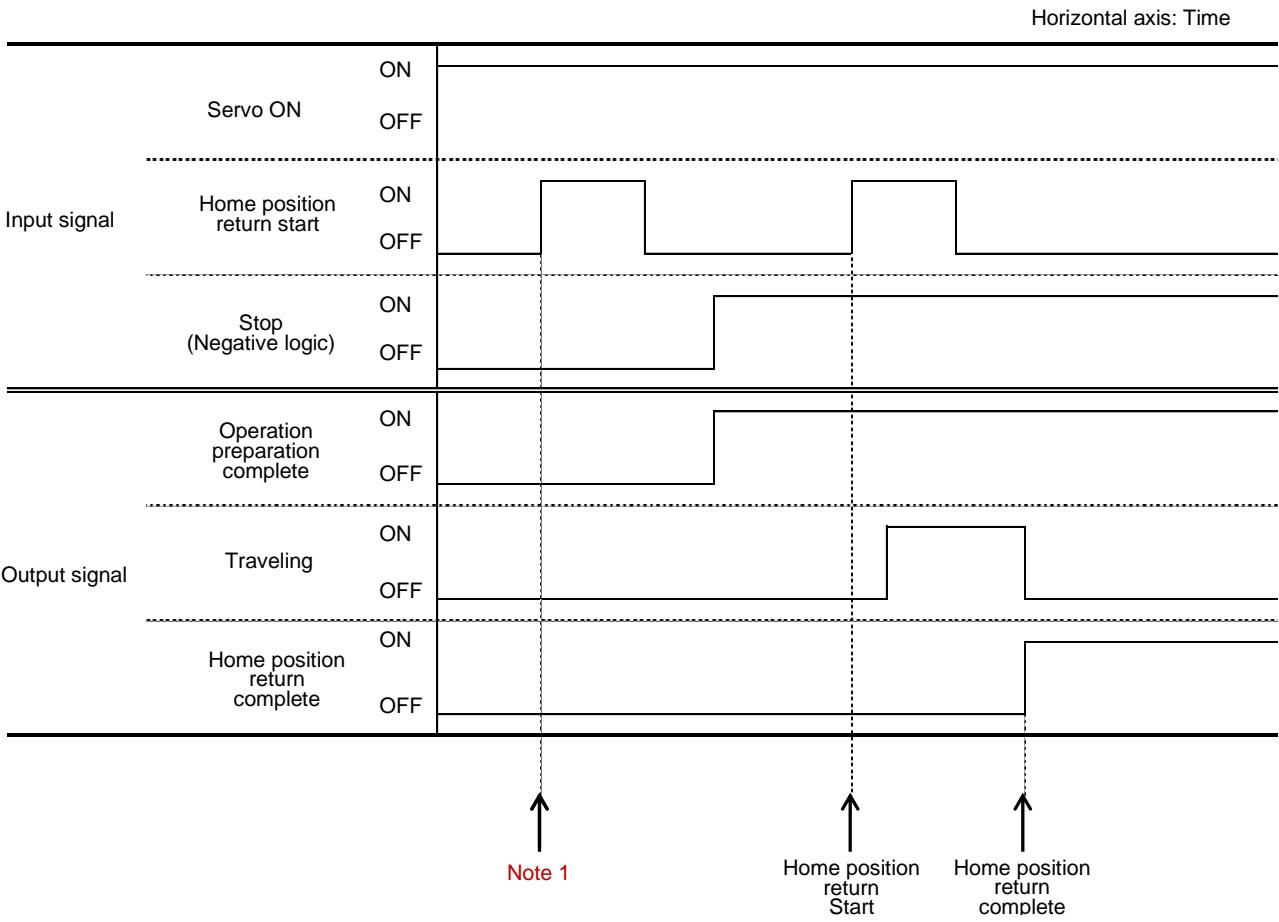 Horizontal axis: Time
Input signal
Servo ON
ON
OFF
Home position
return start
ON
OFF
Stop
(Negative logic)
ON
OFF
Output signal
Operation
preparation
complete
ON
OFF
Traveling
ON
OFF
Home position
return
complete
ON
OFF
Note 1
Home position
return
Start
Home position
return
complete